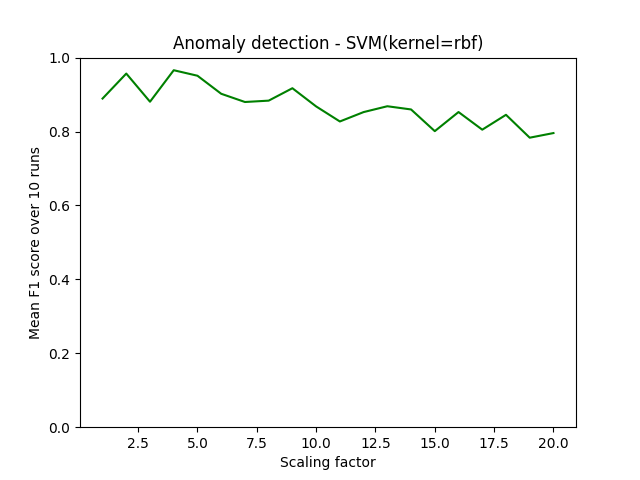 Anomaly detection - SVM(kernel=rbf)
1.0
0.8
0.6
0.4
0.2
0.0
Mean F1 score over 10 runs
2.5 5.0 7.5 10.0 12.5 15.0 17.5 20.0
Scaling factor